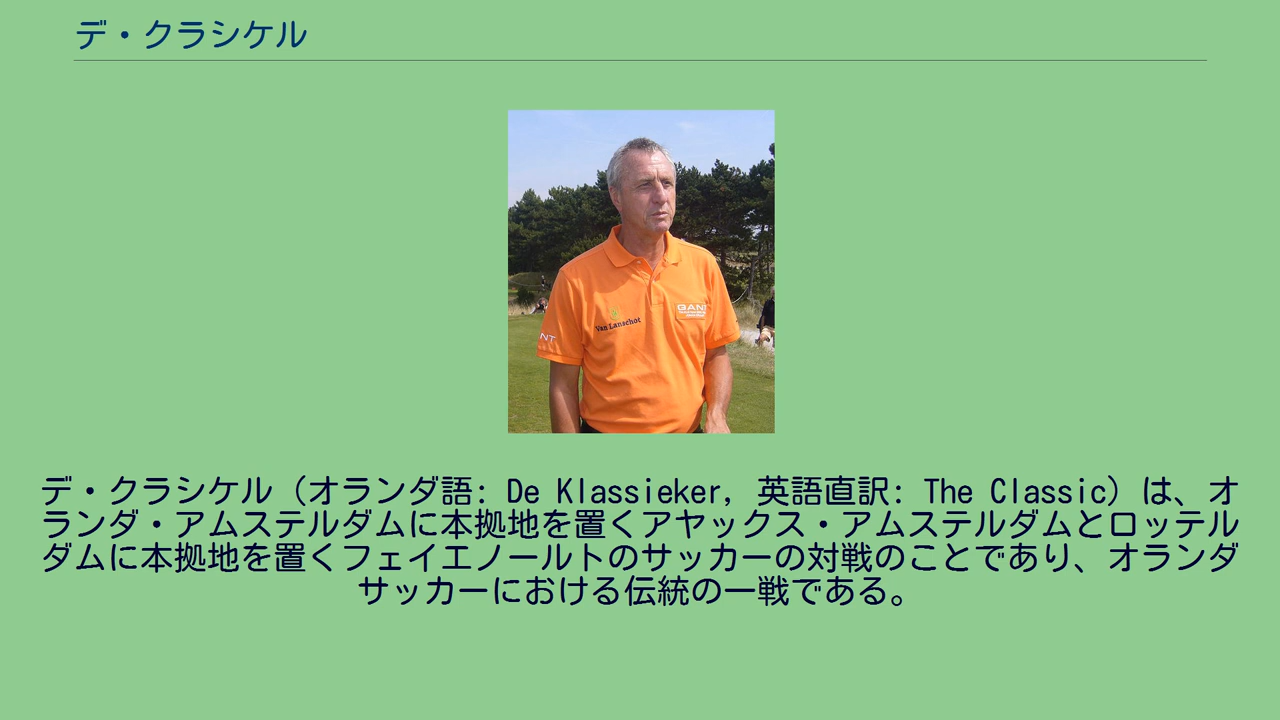 デ・クラシケル
Van Lanschot
GANT
NT
デ・クラシケル（オランダ語: De Klassieker, 英語直訳: The Classic）は、オ
ランダ・アムステルダムに本拠地を置くアヤックス・アムステルダムとロッテル
ダムに本拠地を置くフェイエノールトのサッカーの対戦のことであり、オランダ
サッカーにおける伝統の一戦である。